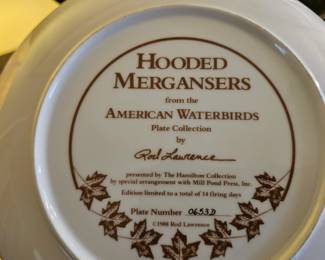 HOODED
MERGANSERS
from the
AMERICAN WATERBIRDS
Plate Collection
by
Rod Lawrence
presented by The Hamilton Collection
by special arrangement with Mill Pond Press, Inc.
Edition limited to a total of 14 firing days
Plate Number 0653D
©1988 Rod Lawrence